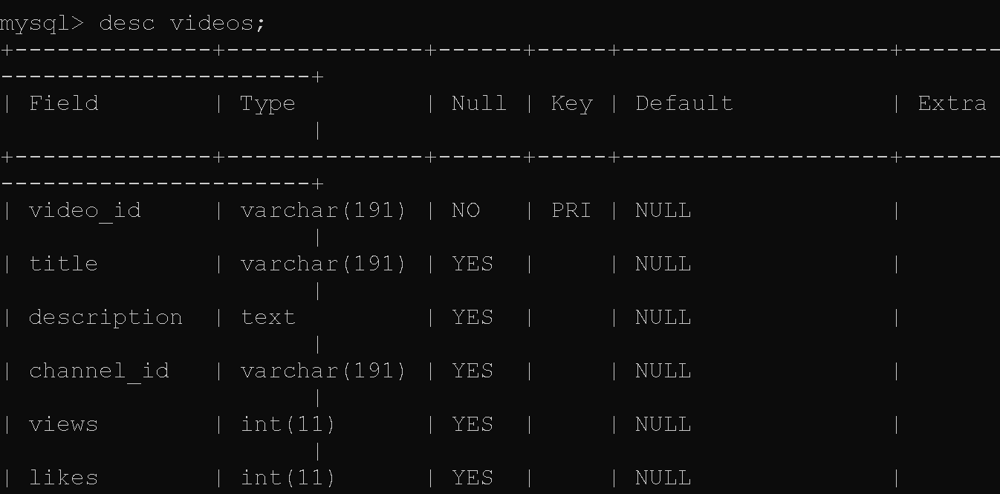 mysql> desc videos;
+--------------+--------------+------+-----+-------------------+-------
----------------------+
| Field        | Type         | Null | Key | Default           | Extra
                      |
+--------------+--------------+------+-----+-------------------+-------
----------------------+
| video_id     | varchar(191) | NO   | PRI | NULL              |
                      |
| title        | varchar(191) | YES  |     | NULL              |
                      |
| description  | text         | YES  |     | NULL              |
                      |
| channel_id   | varchar(191) | YES  |     | NULL              |
                      |
| views        | int(11)      | YES  |     | NULL              |
                      |
| likes        | int(11)      | YES  |     | NULL              |